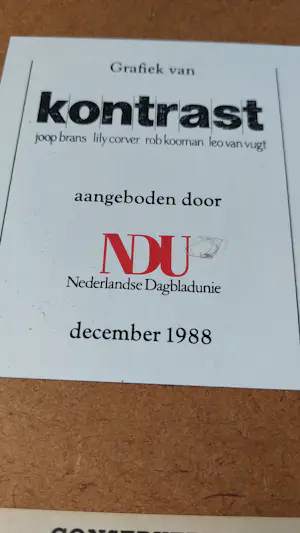 Grafiek van
kontrast
joop brans lily corver rob kooman leo van vugt
aangeboden door
NDU
Nederlandse Dagbladunie
december 1988